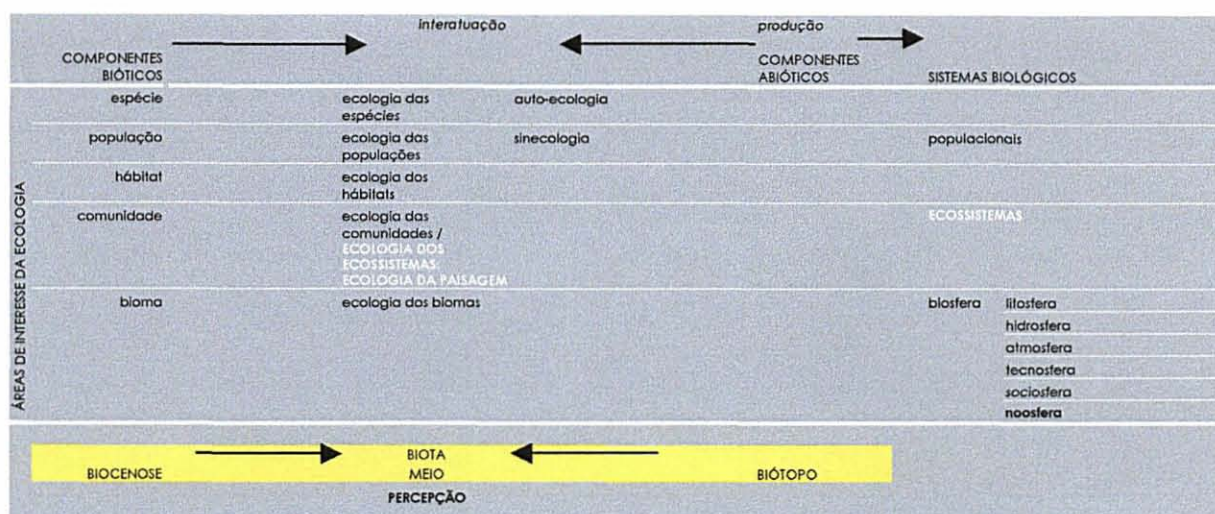 interatuação produção
COMPONENTES BIÓTICOS COMPONENTES ABIÓTICOS SISTEMAS BIOLÓGICOS
ÁREAS DE INTERESSE DA ECOLOGIA
espécie ecologia das espécies auto-ecologia
população ecologia das populações sinecologia populacionais
hábitat ecologia dos hábitats
comunidade ecologia das comunidades / ECOSSISTEMAS
ECOLOGIA DOS
ECOSSISTEMAS:
ECOLOGIA DA PAISAGEM
bioma ecologia dos biomas biosfera litosfera
hidrosfera
atmosfera
tecnosfera
sociosfera
noosfera
BIOTA
BIOCENOSE MEIO BIÓTOPO
PERCEPÇÃO